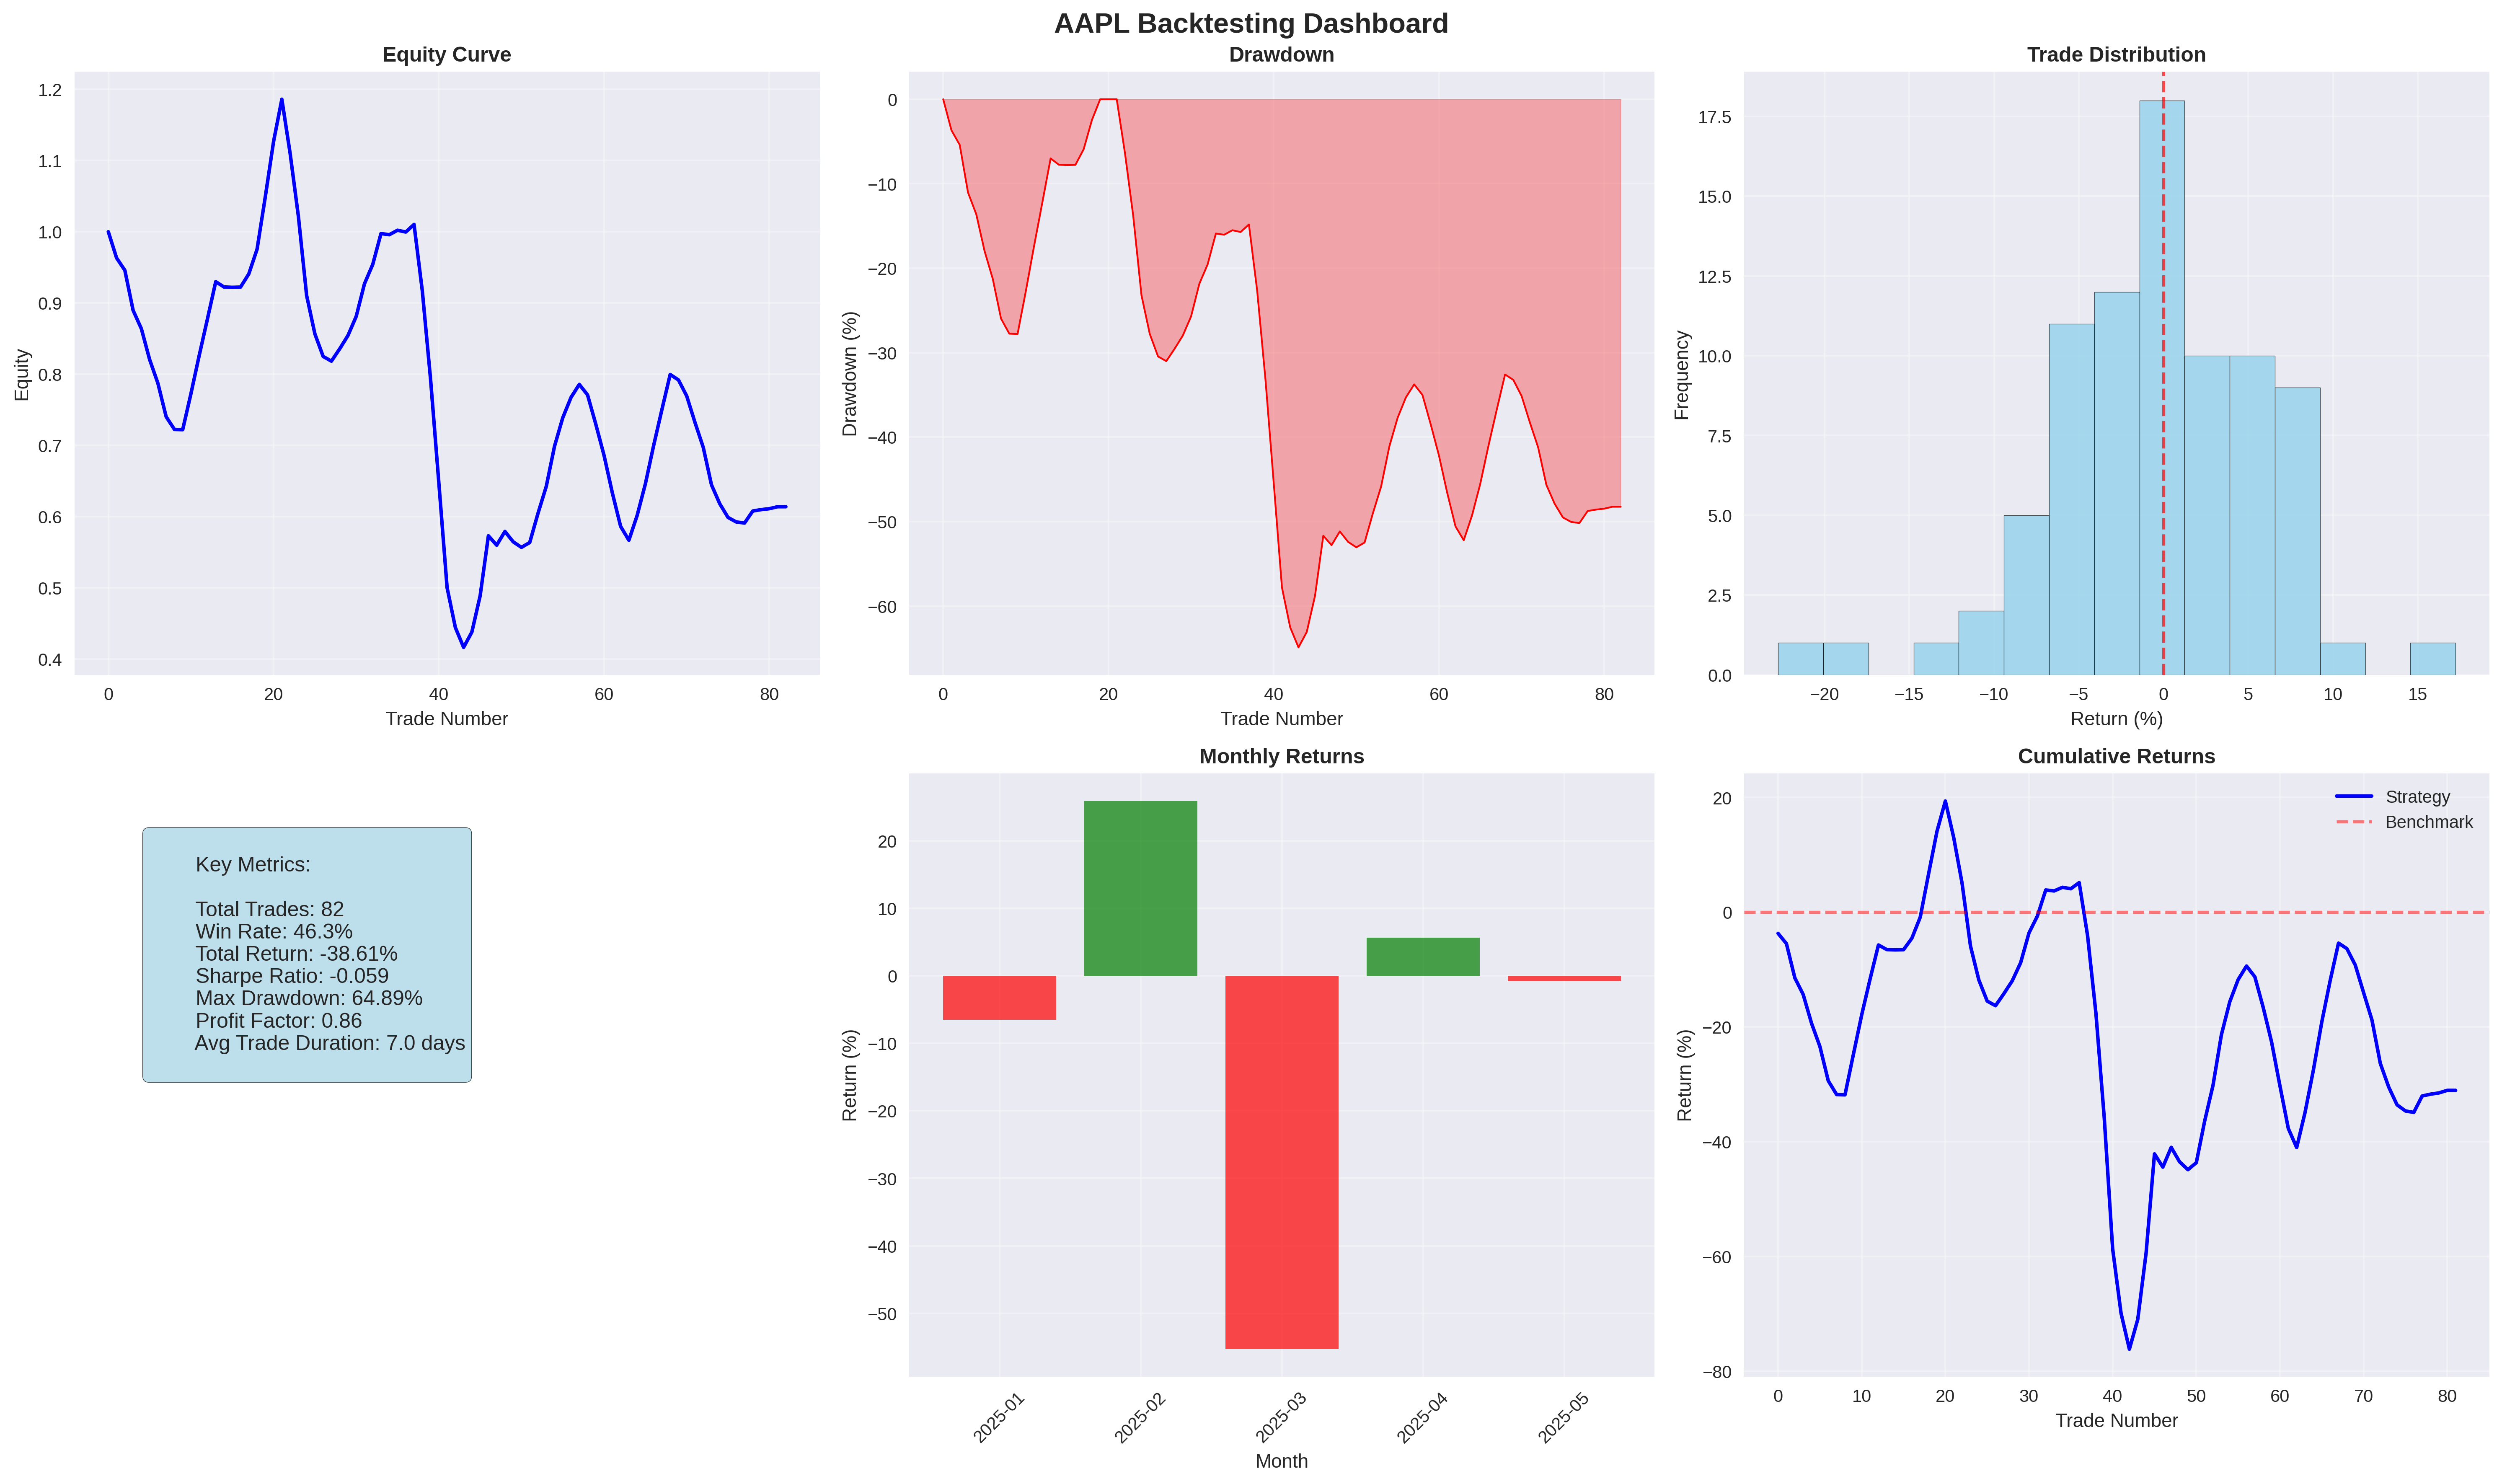 AAPL Backtesting Dashboard
Equity Curve
1.2
1.1
1.0
0.9
0.8
0.7
0.6
0.5
0.4
Equity
0 20 40 60 80
Trade Number
Drawdown
0
−10
−20
−30
−40
−50
−60
Drawdown (%)
0 20 40 60 80
Trade Number
Trade Distribution
17.5
15.0
12.5
10.0
7.5
5.0
2.5
0.0
Frequency
−20 −15 −10 −5 0 5 10 15
Return (%)
Key Metrics:
Total Trades: 82
Win Rate: 46.3%
Total Return: -38.61%
Sharpe Ratio: -0.059
Max Drawdown: 64.89%
Profit Factor: 0.86
Avg Trade Duration: 7.0 days
Monthly Returns
20
10
0
−10
−20
−30
−40
−50
Return (%)
2025-01 2025-02 2025-03 2025-04 2025-05
Month
Cumulative Returns
Strategy
Benchmark
20
0
−20
−40
−60
−80
Return (%)
0 10 20 30 40 50 60 70 80
Trade Number